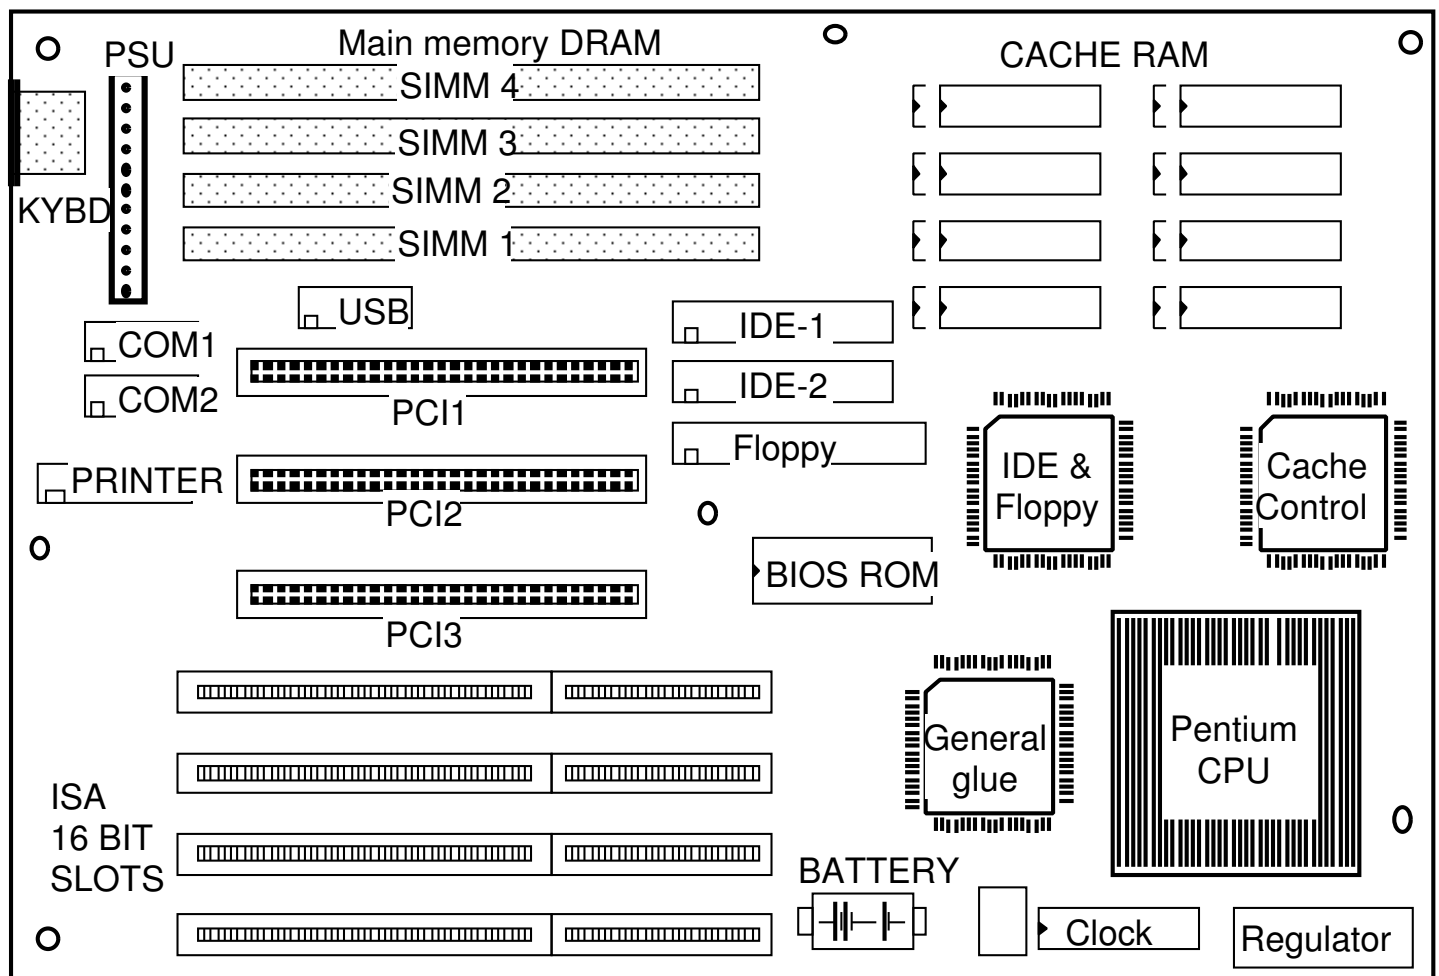 PSU
Main memory DRAM
CACHE RAM
SIMM 4
SIMM 3
SIMM 2
SIMM 1
KYBD
USB
COM1
COM2
PRINTER
PCI1
PCI2
PCI3
IDE-1
IDE-2
Floppy
IDE &
Floppy
Cache
Control
BIOS ROM
General
glue
Pentium
CPU
ISA
16 BIT
SLOTS
BATTERY
Clock
Regulator